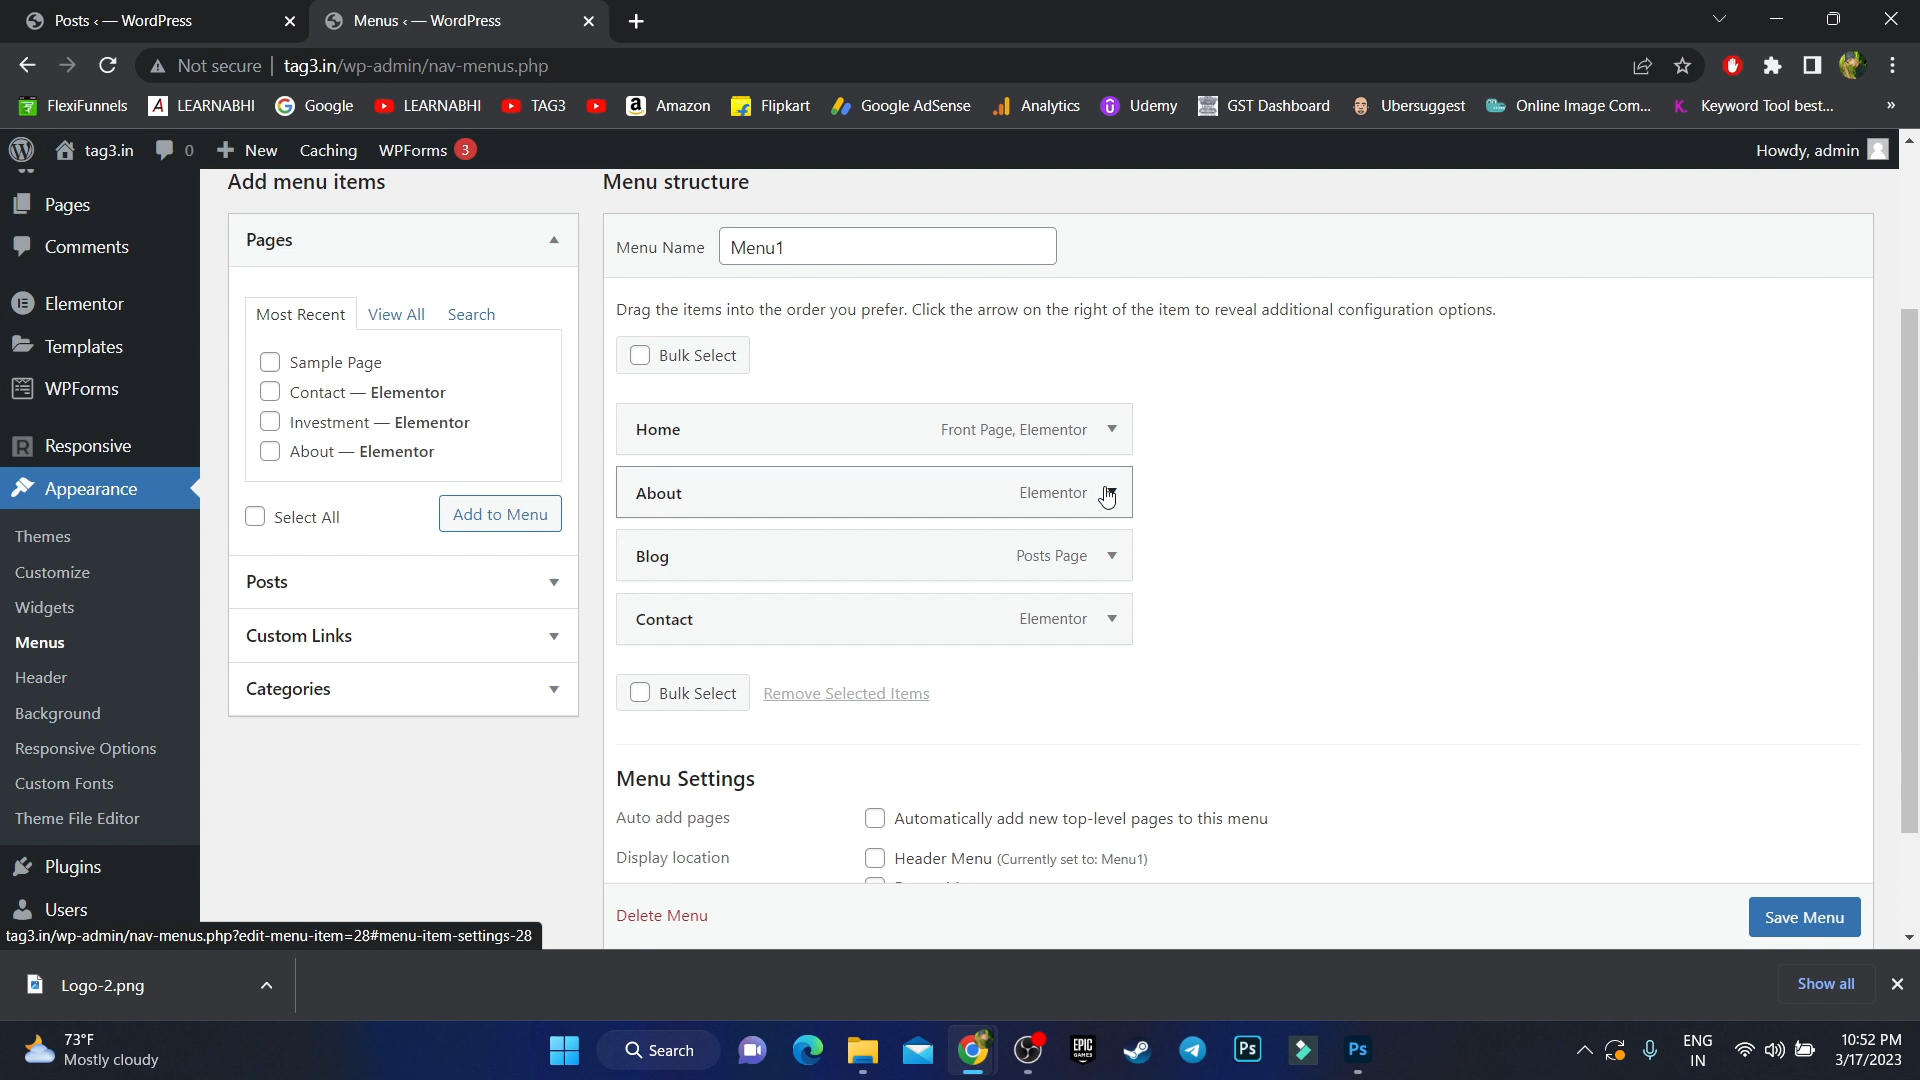 Posts ‹ — WordPress
Menus ‹ — WordPress
Not secure
tag3.in/wp-admin/nav-menus.php
FlexiFunnels
LEARNABHI
Google
LEARNABHI
TAG3
Amazon
Flipkart
Google AdSense
Analytics
Udemy
GST Dashboard
Ubersuggest
Online Image Com...
Keyword Tool best...
»
tag3.in
0
New
Caching
WPForms 3
Howdy, admin
Pages
Comments
Elementor
Templates
WPForms
Responsive
Appearance
Themes
Customize
Widgets
Menus
Header
Background
Responsive Options
Custom Fonts
Theme File Editor
Plugins
Users
tag3.in/wp-admin/nav-menus.php?edit-menu-item=28#menu-item-settings-28
Add menu items
Pages
Most Recent
View All
Search
Sample Page
Contact — Elementor
Investment — Elementor
About — Elementor
Select All
Add to Menu
Posts
Custom Links
Categories
Menu structure
Menu Name
Menu1
Drag the items into the order you prefer. Click the arrow on the right of the item to reveal additional configuration options.
Bulk Select
Home
Front Page, Elementor
About
Elementor
Blog
Posts Page
Contact
Elementor
Bulk Select
Remove Selected Items
Menu Settings
Auto add pages
Automatically add new top-level pages to this menu
Display location
Header Menu (Currently set to: Menu1)
Delete Menu
Save Menu
Logo-2.png
Show all
73°F
Mostly cloudy
Search
EPIC
GAMES
Ps
Ps
ENG
IN
10:52 PM
3/17/2023